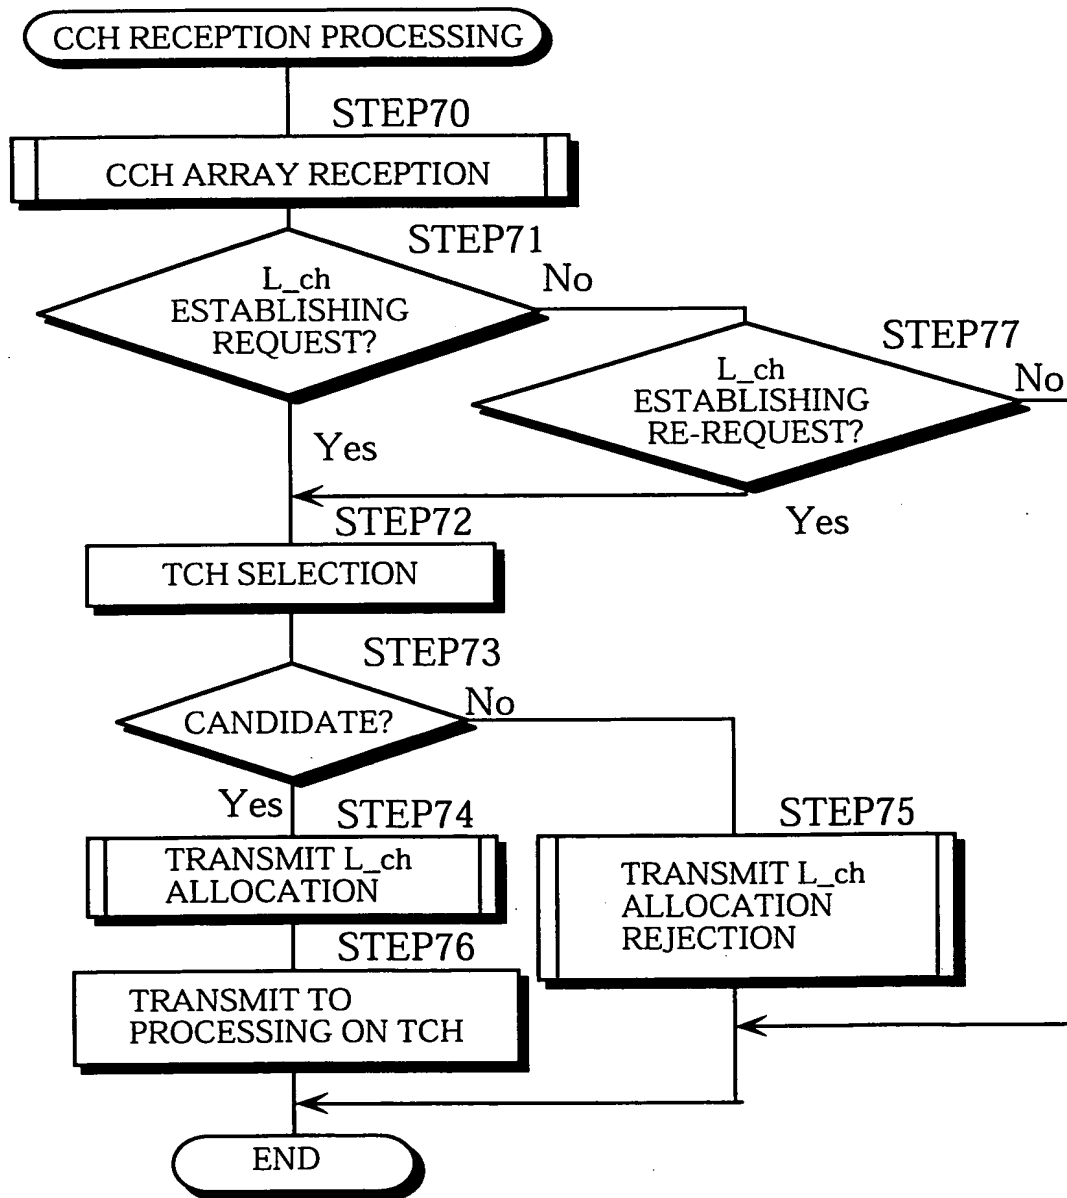 CCH RECEPTION PROCESSING
STEP70
CCH ARRAY RECEPTION
STEP71
L_ch
ESTABLISHING
REQUEST?
No
STEP77
L_ch
ESTABLISHING
RE-REQUEST?
No
Yes
Yes
STEP72
TCH SELECTION
STEP73
CANDIDATE?
No
Yes
STEP74
TRANSMIT L_ch
ALLOCATION
STEP75
TRANSMIT L_ch
ALLOCATION
REJECTION
STEP76
TRANSMIT TO
PROCESSING ON TCH
END